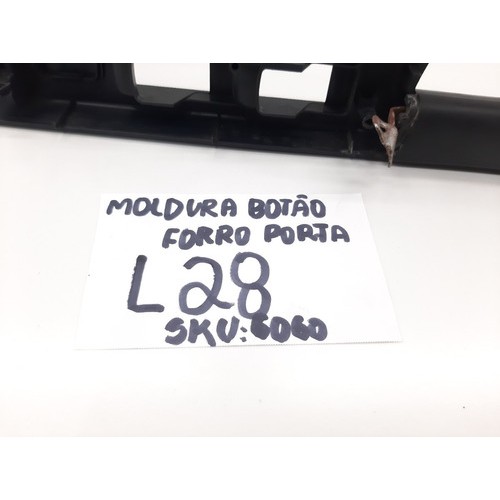 MOLDURA BOTÃO
FORRO PORTA
L28
SKU:6060